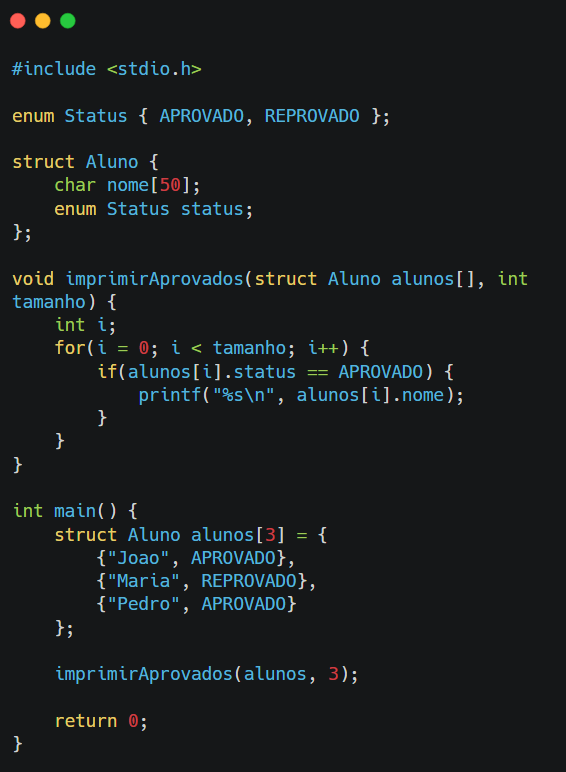 #include <stdio.h>

enum Status { APROVADO, REPROVADO };

struct Aluno {
    char nome[50];
    enum Status status;
};

void imprimirAprovados(struct Aluno alunos[], int
tamanho) {
    int i;
    for(i = 0; i < tamanho; i++) {
        if(alunos[i].status == APROVADO) {
            printf("%s\n", alunos[i].nome);
        }
    }
}

int main() {
    struct Aluno alunos[3] = {
        {"Joao", APROVADO},
        {"Maria", REPROVADO},
        {"Pedro", APROVADO}
    };

    imprimirAprovados(alunos, 3);

    return 0;
}